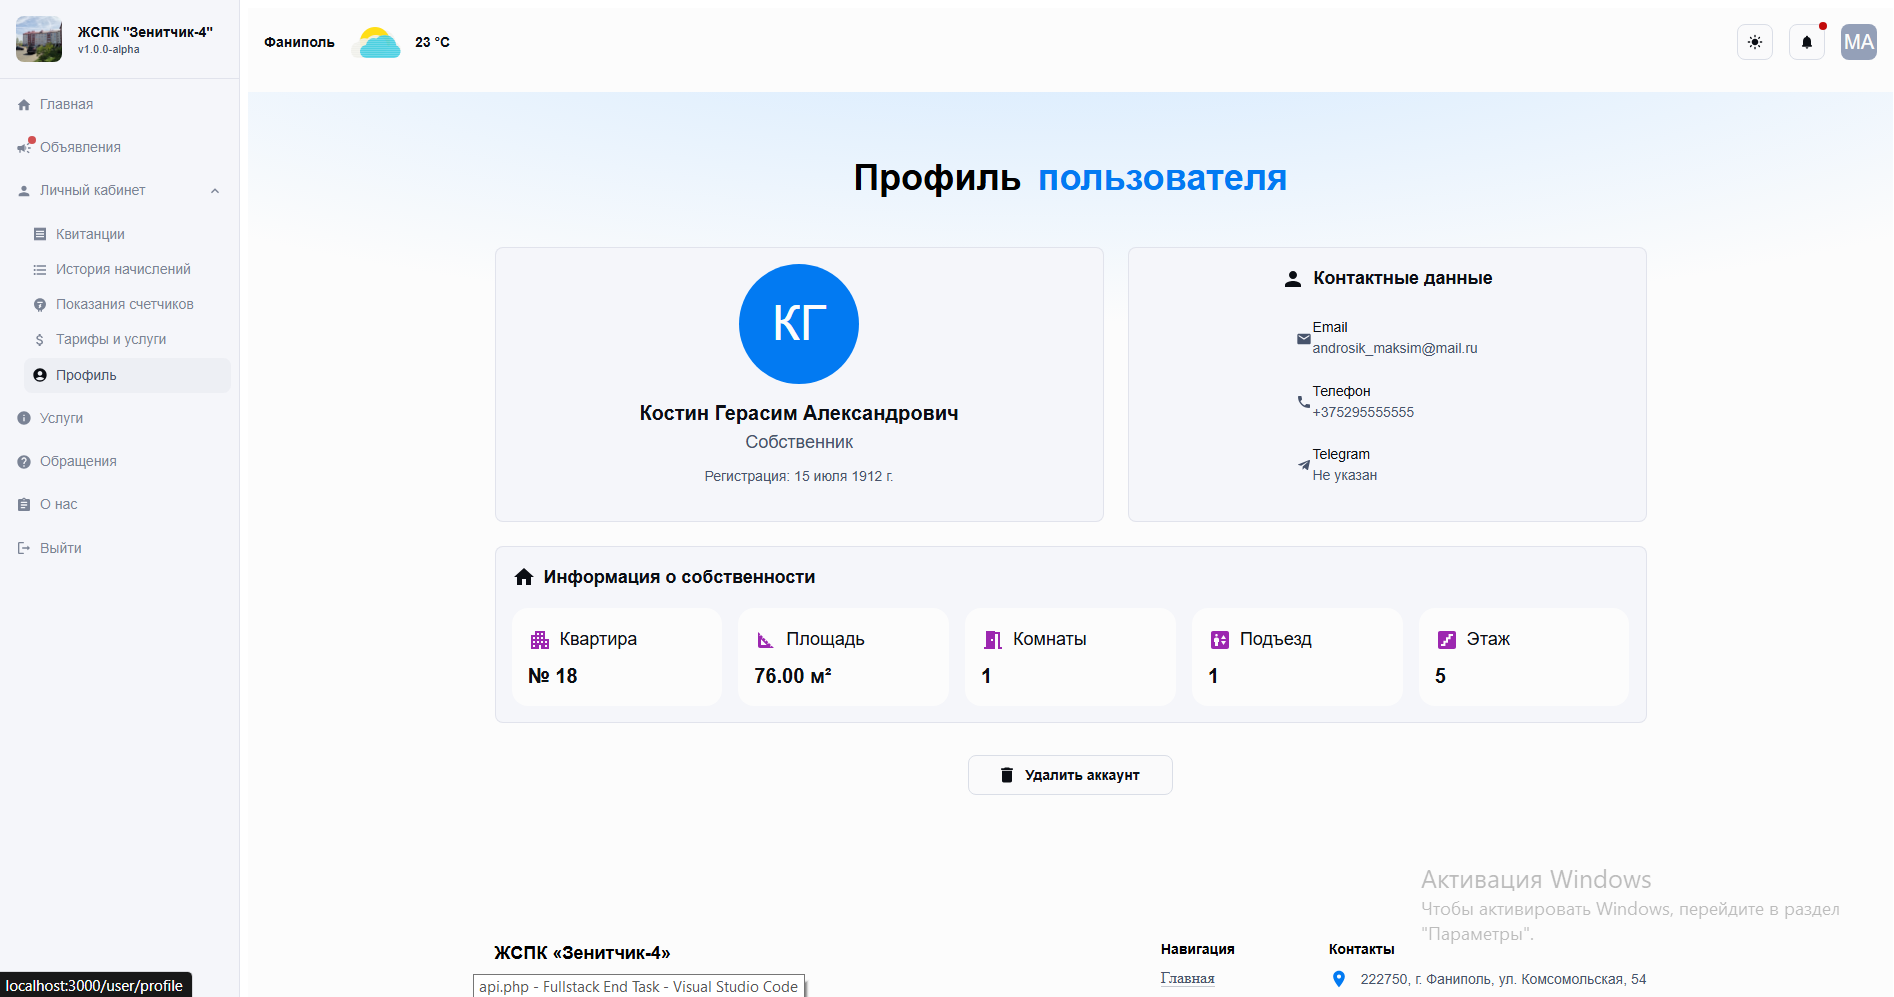 ЖСПК "Зенитчик-4"
v1.0.0-alpha
Главная
Объявления
Личный кабинет
Квитанции
История начислений
Показания счетчиков
Тарифы и услуги
Профиль
Услуги
Обращения
О нас
Выйти
Фаниполь
23 °C
MA
Профиль пользователя
КГ
Костин Герасим Александрович
Собственник
Регистрация: 15 июля 1912 г.
Контактные данные
Email
androsik_maksim@mail.ru
Телефон
+375295555555
Telegram
Не указан
Информация о собственности
Квартира
№ 18
Площадь
76.00 м²
Комнаты
1
Подъезд
1
Этаж
5
Удалить аккаунт
Активация Windows
Чтобы активировать Windows, перейдите в раздел
"Параметры".
ЖСПК «Зенитчик-4»
Навигация
Главная
Контакты
222750, г. Фаниполь, ул. Комсомольская, 54
api.php - Fullstack End Task - Visual Studio Code
localhost:3000/user/profile